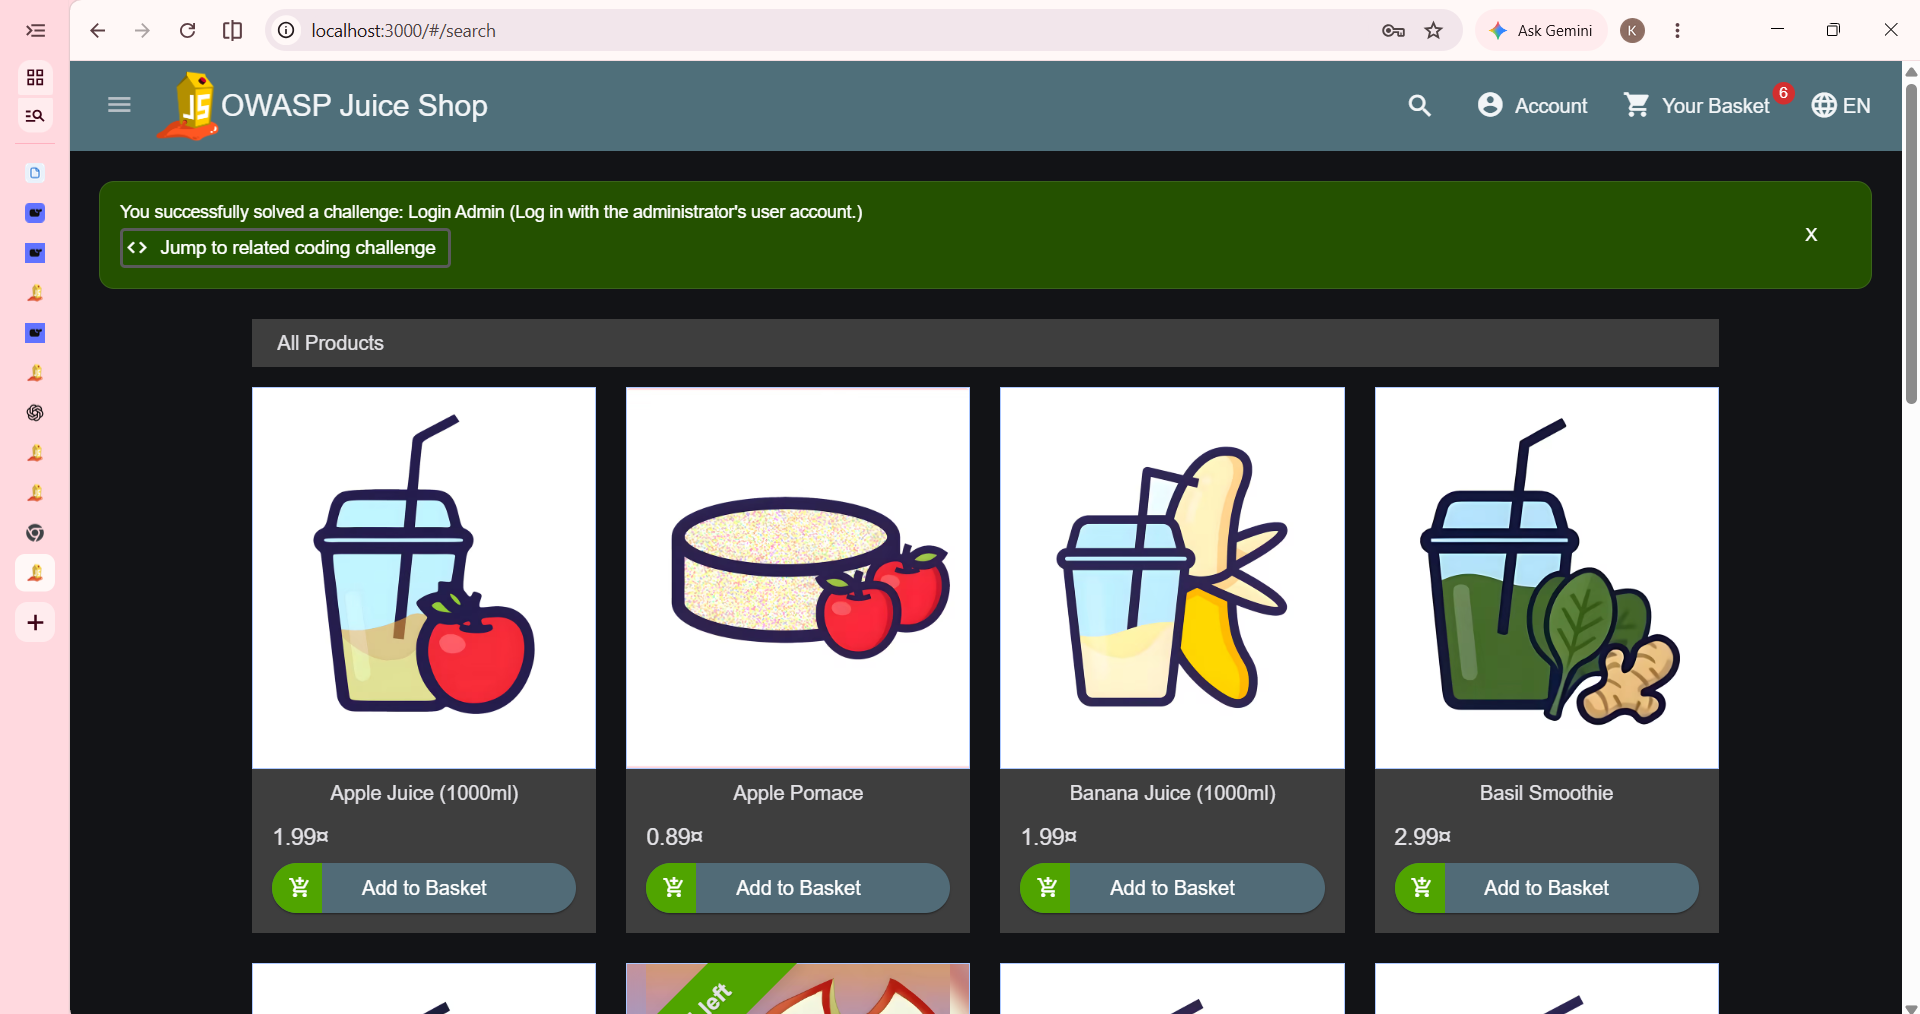 localhost:3000/#/search
Ask Gemini
K
JS
OWASP Juice Shop
Account
Your Basket
6
EN
You successfully solved a challenge: Login Admin (Log in with the administrator's user account.)
<> Jump to related coding challenge
X
All Products
Apple Juice (1000ml)
1.99¤
Add to Basket
Apple Pomace
0.89¤
Add to Basket
Banana Juice (1000ml)
1.99¤
Add to Basket
Basil Smoothie
2.99¤
Add to Basket
left